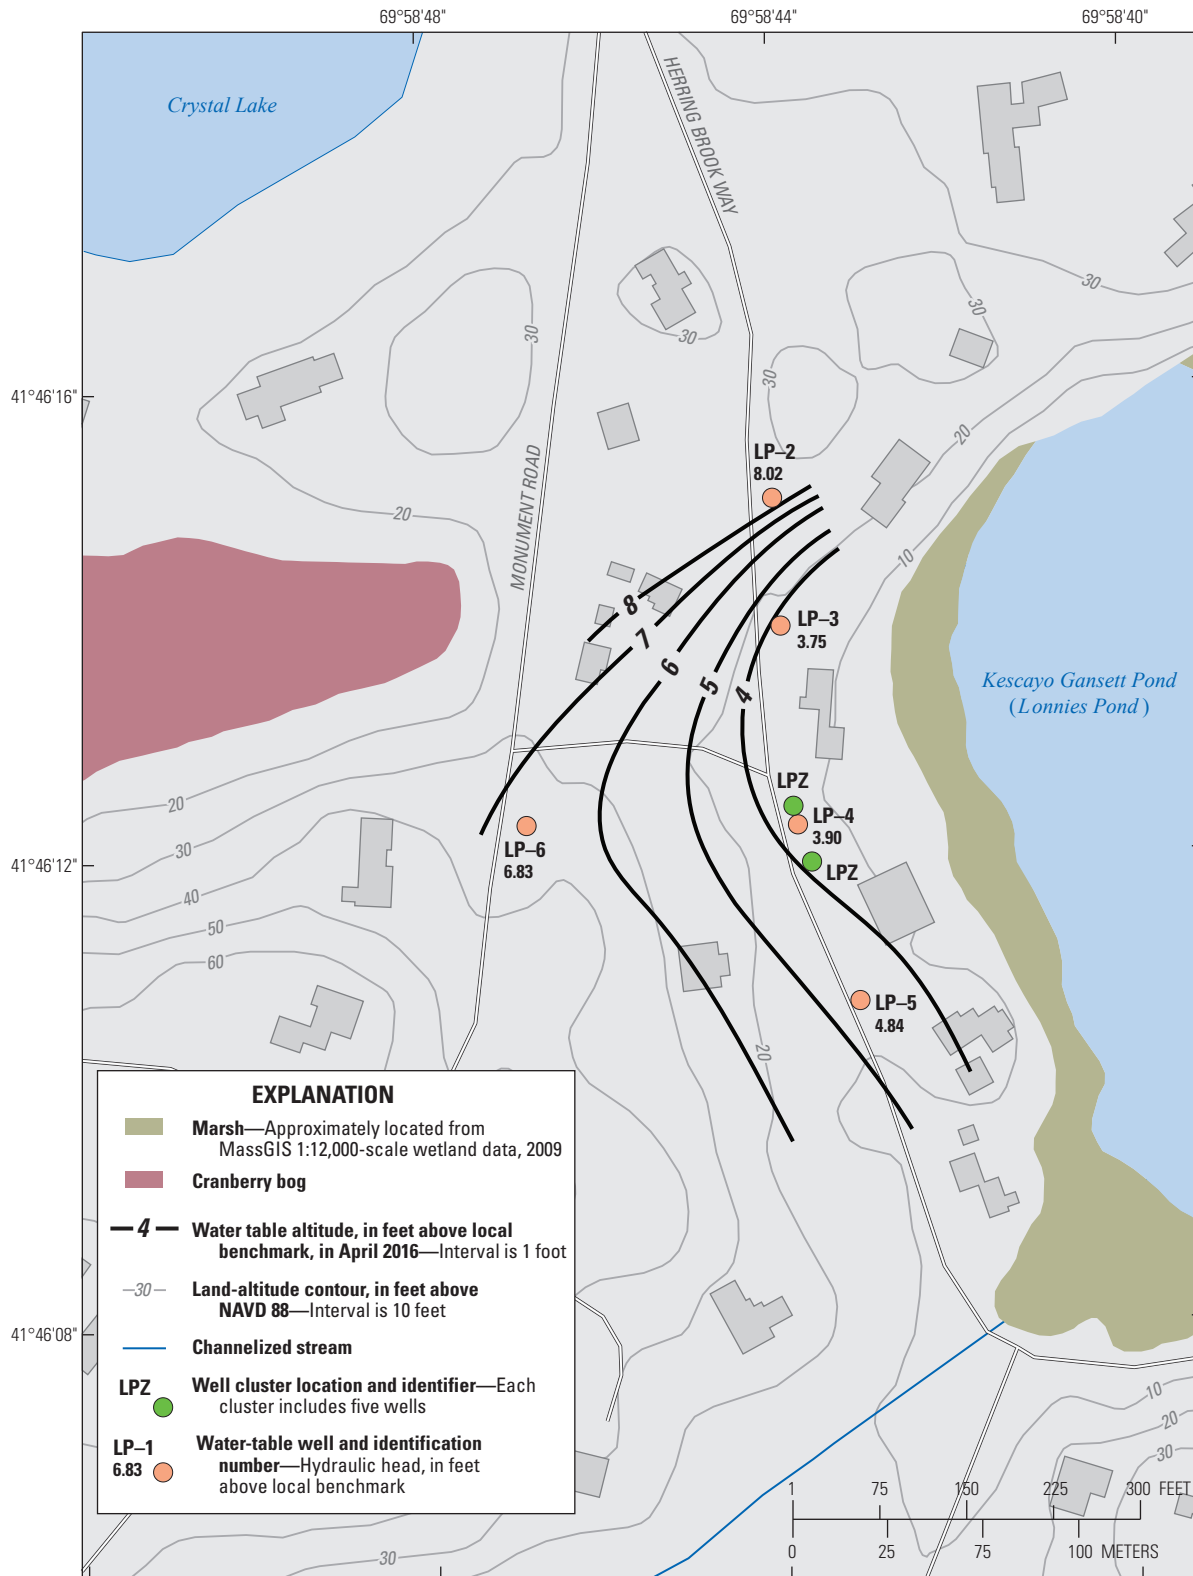 69°58'48"
69°58'44"
69°58'40"
Crystal Lake
HERRING BROOK WAY
30
30
30
30
30
41°46'16"
20
LP–2
8.02
MONUMENT ROAD
20
10
8
7
6
5
4
LP–3
3.75
Kescayo Gansett Pond
(Lonnies Pond)
20
LPZ
LP–4
3.90
30
LP–6
6.83
41°46'12"
LPZ
40
50
60
LP–5
4.84
20
EXPLANATION
Marsh—Approximately located from
MassGIS 1:12,000-scale wetland data, 2009
Cranberry bog
4
Water table altitude, in feet above local
benchmark, in April 2016—Interval is 1 foot
30
Land-altitude contour, in feet above
NAVD 88—Interval is 10 feet
41°46'08"
Channelized stream
LPZ
Well cluster location and identifier—Each
cluster includes five wells
LP–1
6.83
Water-table well and identification
number—Hydraulic head, in feet
above local benchmark
10
20
30
1 75 150 225 300 FEET
0 25 75 100 METERS
30